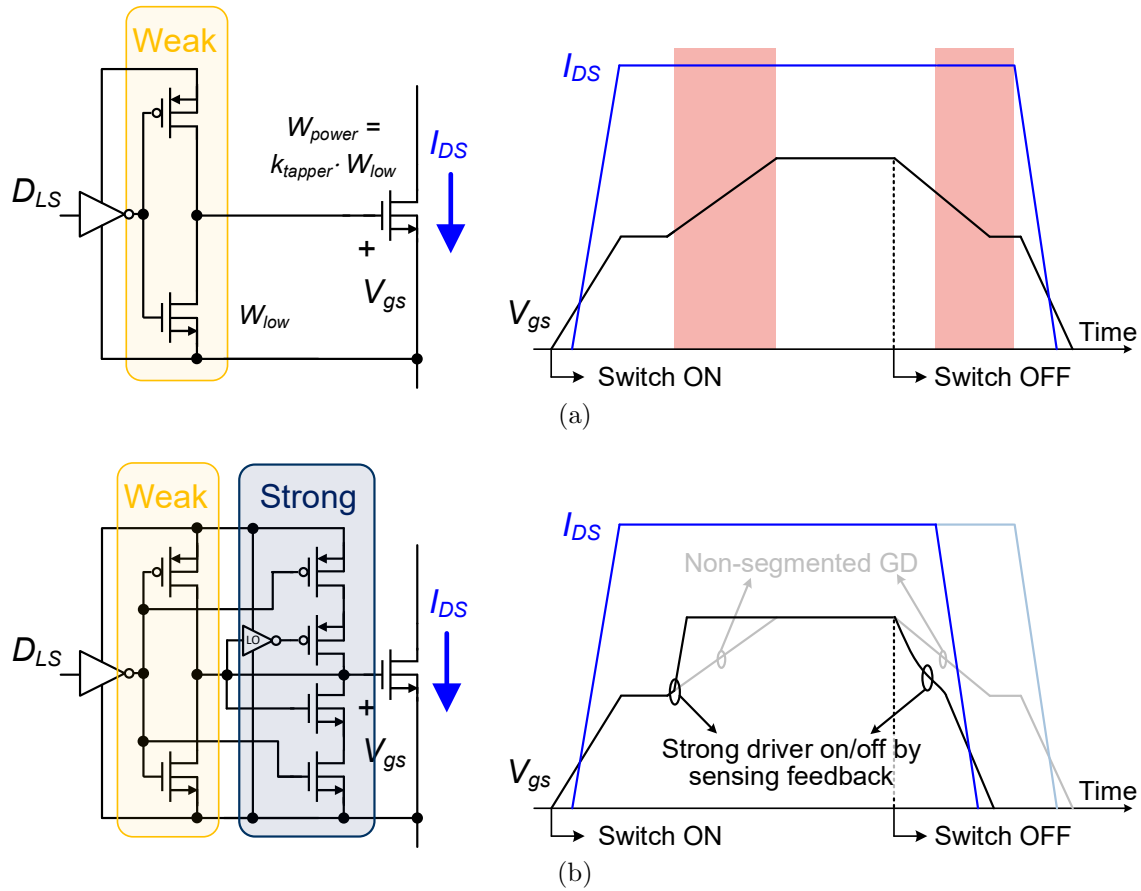 Weak
W_power =
k_tapper · W_low
I_DS
D_LS
+
V_gs
W_low
I_DS
V_gs
Time
Switch ON
Switch OFF
(a)
Weak
Strong
I_DS
LO
D_LS
+
V_gs
I_DS
Non-segmented GD
Strong driver on/off by
sensing feedback
V_gs
Time
Switch ON
Switch OFF
(b)